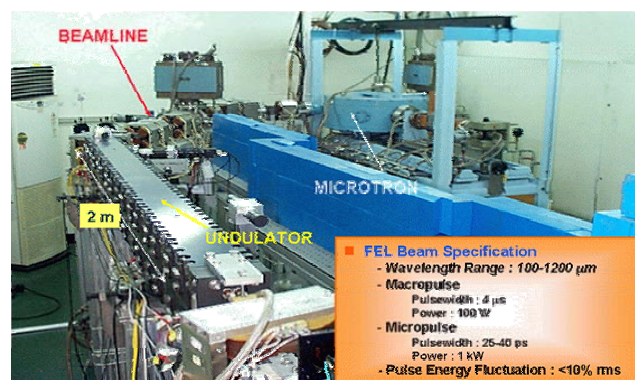 BEAMLINE
MICROTRON
2 m
UNDULATOR
FEL Beam Specification
- Wavelength Range : 100-1200 μm
- Macropulse
Pulsewidth : 4 μs
Power : 100 W
- Micropulse
Pulsewidth : 25-40 ps
Power : 1 kW
- Pulse Energy Fluctuation : <10% rms